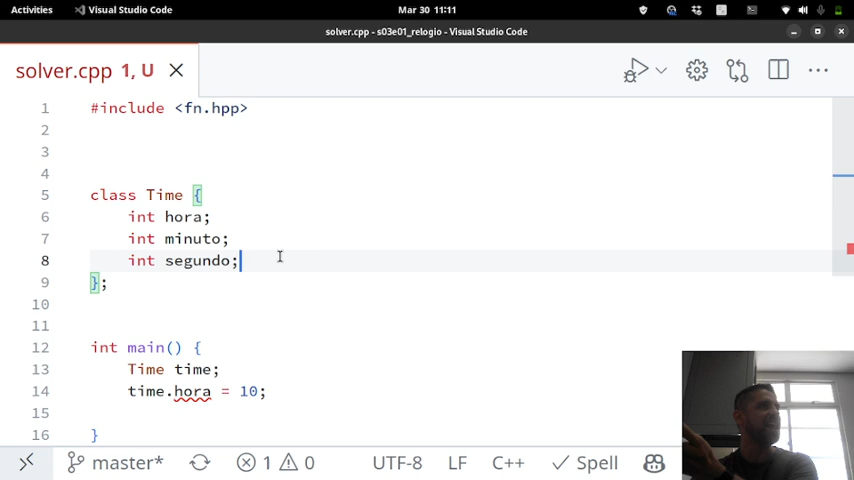 Activities Visual Studio Code Mar 30 11:11
solver.cpp - s03e01_relogio - Visual Studio Code
solver.cpp 1, U
1 #include <fn.hpp>
2
3
4
5 class Time {
6 int hora;
7 int minuto;
8 int segundo;
9 };
10
11
12 int main() {
13 Time time;
14 time.hora = 10;
15
16 }
master* 1 0 UTF-8 LF C++ Spell